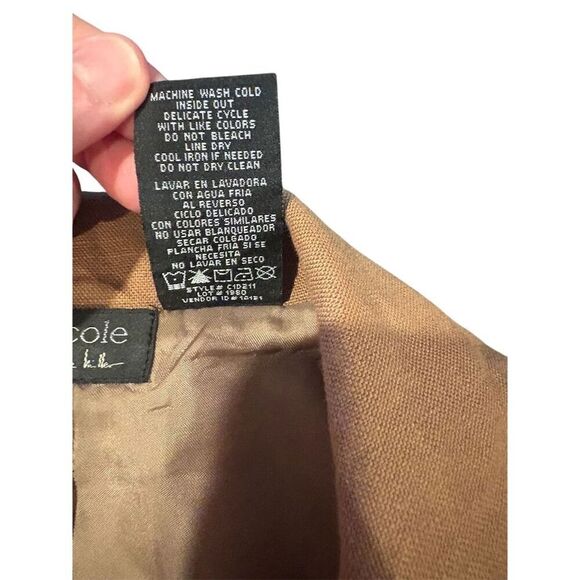 MACHINE WASH COLD
INSIDE OUT
DELICATE CYCLE
WITH LIKE COLORS
DO NOT BLEACH
LINE DRY
COOL IRON IF NEEDED
DO NOT DRY CLEAN
LAVAR EN LAVADORA
CON AGUA FRIA
AL REVERSO
CICLO DELICADO
CON COLORES SIMILARES
NO USAR BLANQUEADOR
SECAR COLGADO
PLANCHA FRIA SI SE
NECESITA
NO LAVAR EN SECO
STYLE# C1D211
LOT# 1980
VENDOR ID# 10121
cole